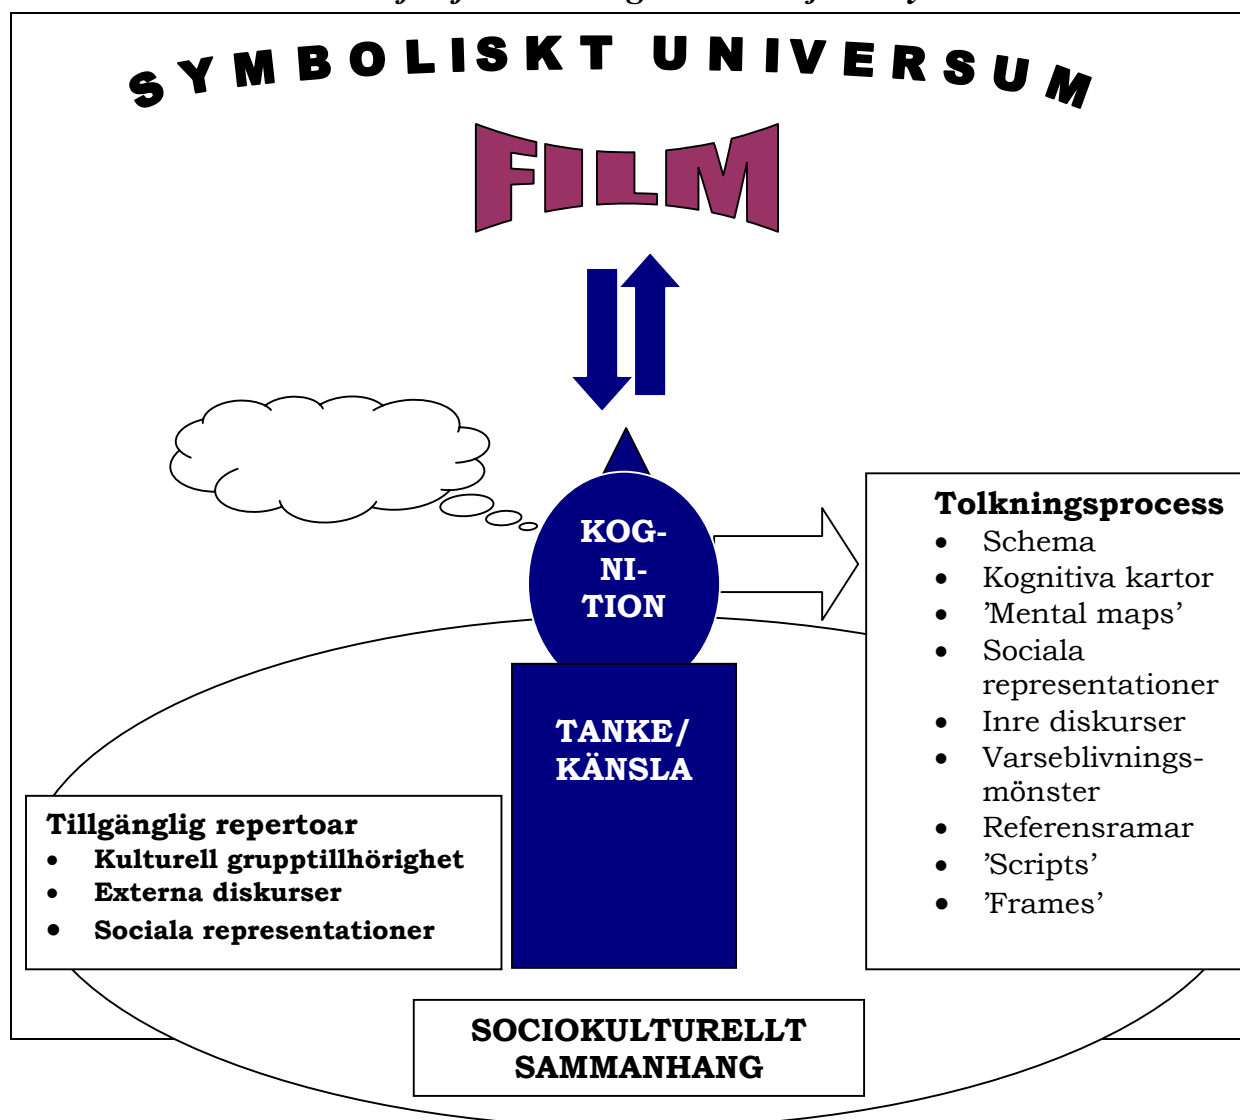 SYMBOLISKT UNIVERSUM
FILM
KOG-
NI-
TION
TANKE/
KÄNSLA
Tolkningsprocess
• Schema
• Kognitiva kartor
• ’Mental maps’
• Sociala
representationer
• Inre diskurser
• Varseblivnings-
mönster
• Referensramar
• ’Scripts’
• ’Frames’
Tillgänglig repertoar
• Kulturell grupptillhörighet
• Externa diskurser
• Sociala representationer
SOCIOKULTURELLT
SAMMANHANG